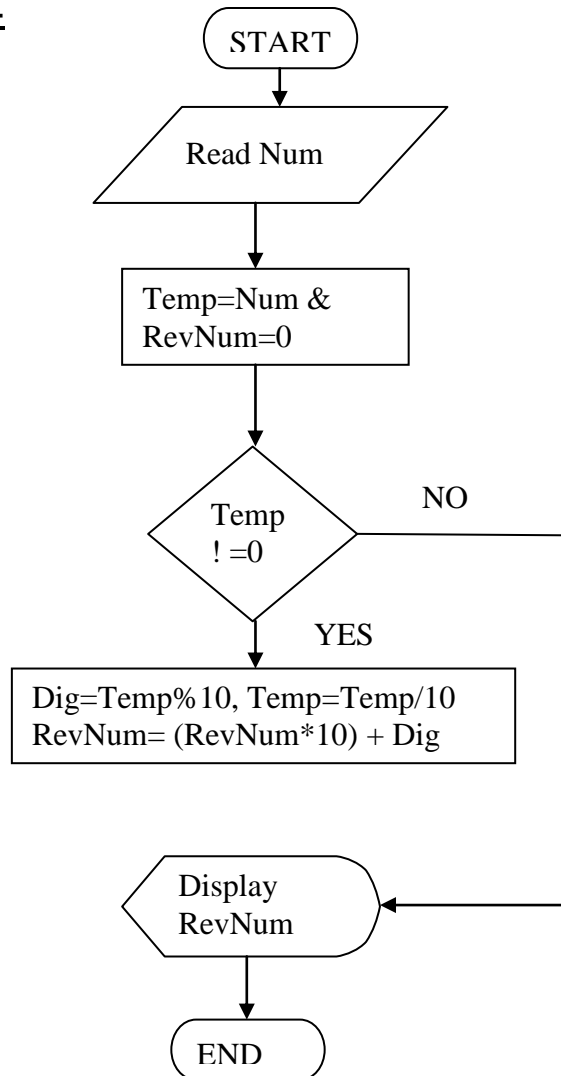 START
Read Num
Temp=Num &
RevNum=0
Temp
! =0
NO
YES
Dig=Temp%10, Temp=Temp/10
RevNum= (RevNum*10) + Dig
Display
RevNum
END